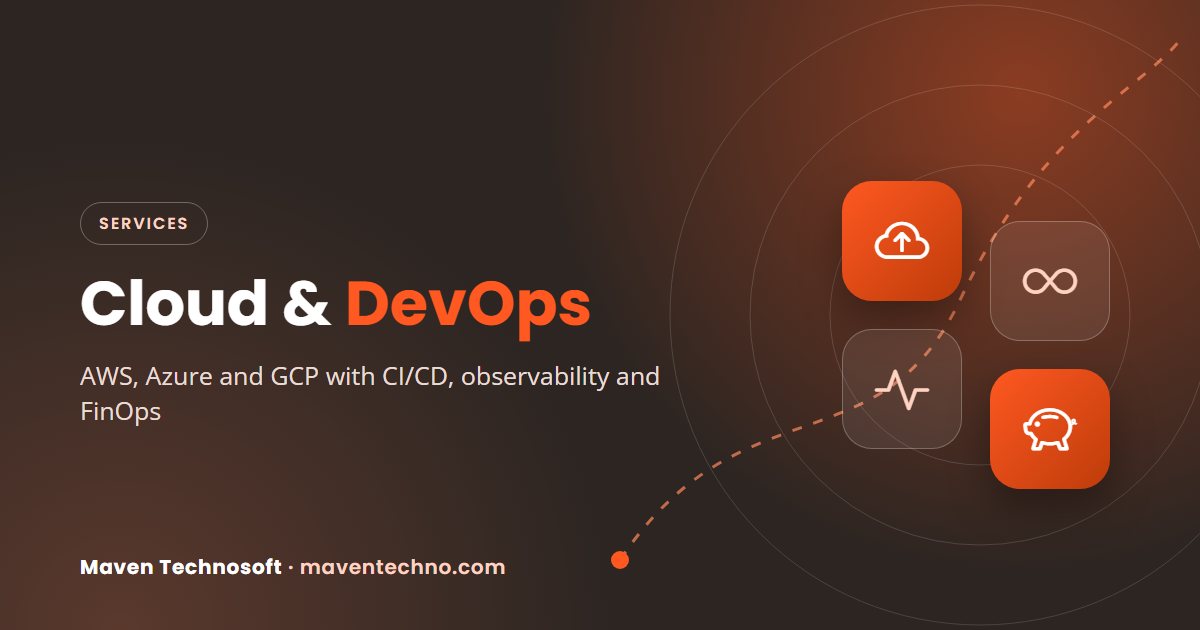 SERVICES
Cloud & DevOps
AWS, Azure and GCP with CI/CD, observability and
FinOps
Maven Technosoft · maventechno.com